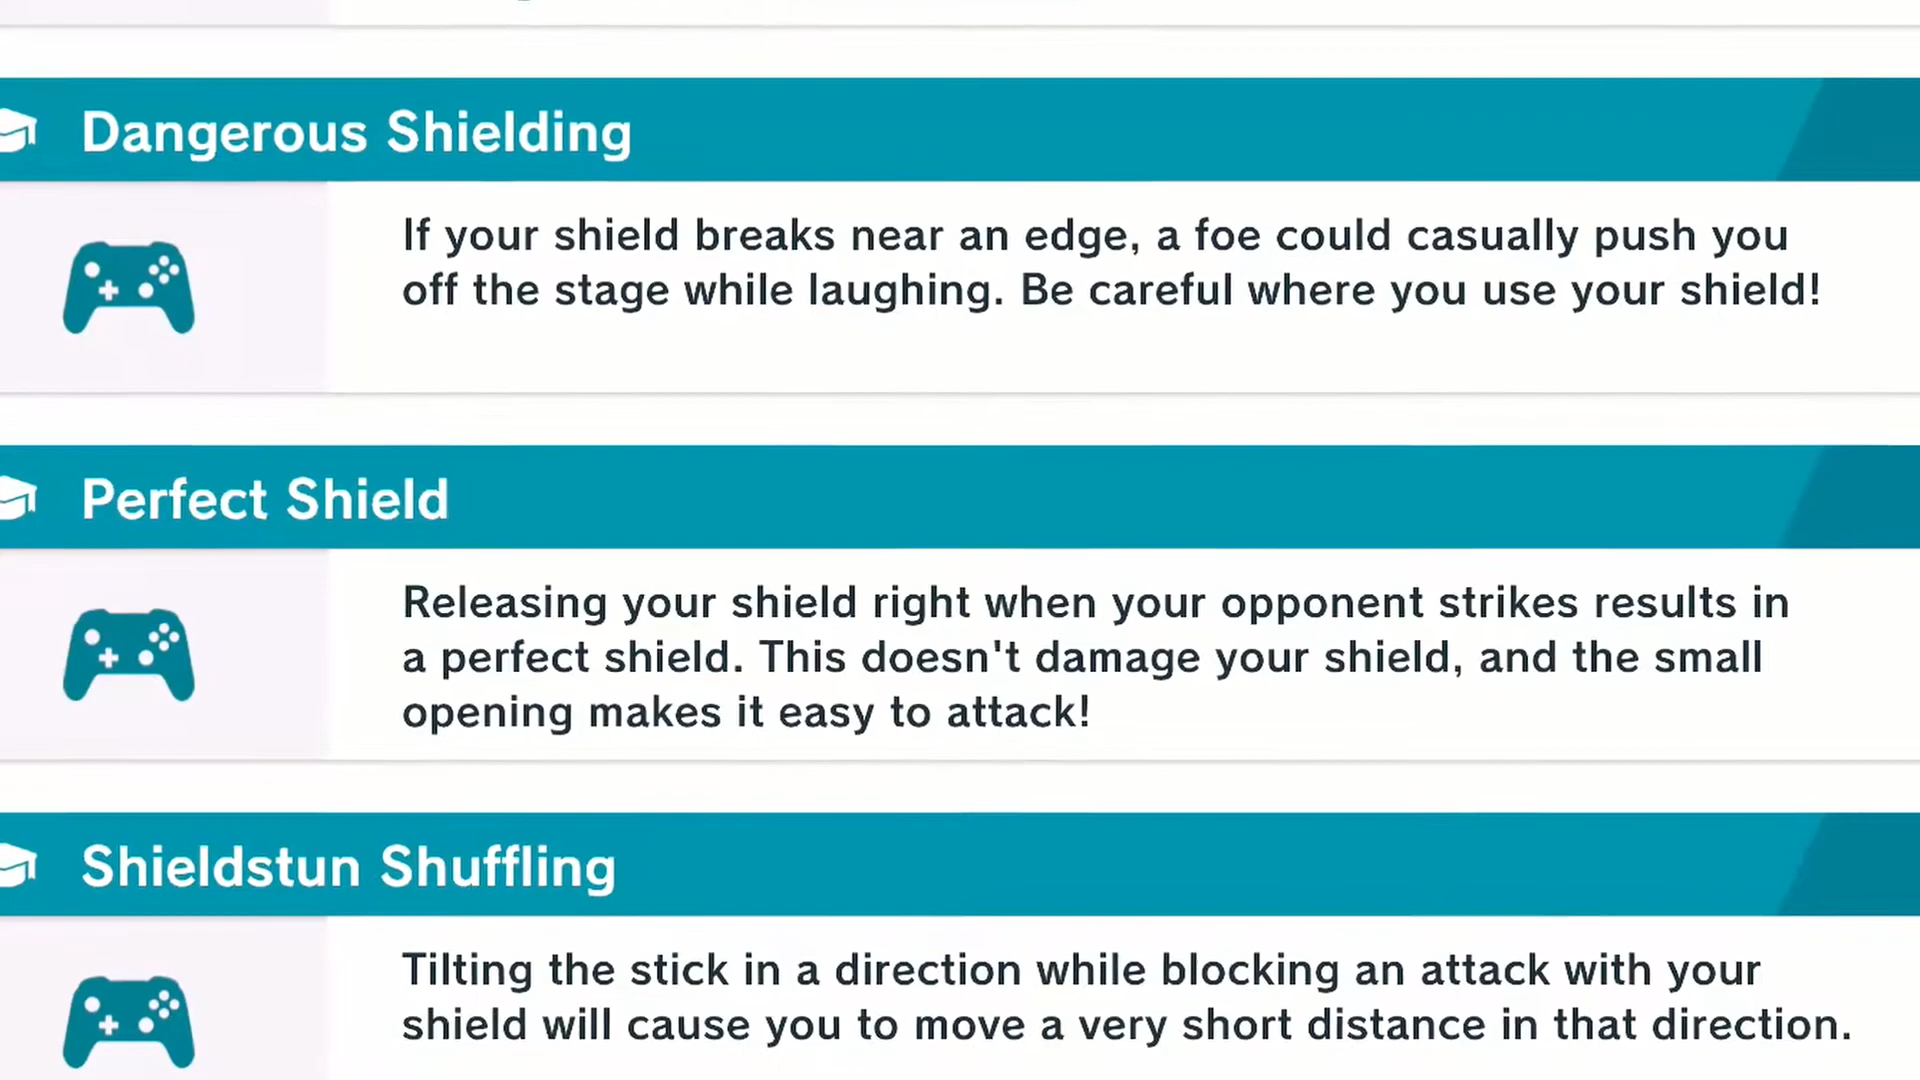 Dangerous Shielding
If your shield breaks near an edge, a foe could casually push you
off the stage while laughing. Be careful where you use your shield!
Perfect Shield
Releasing your shield right when your opponent strikes results in
a perfect shield. This doesn't damage your shield, and the small
opening makes it easy to attack!
Shieldstun Shuffling
Tilting the stick in a direction while blocking an attack with your
shield will cause you to move a very short distance in that direction.